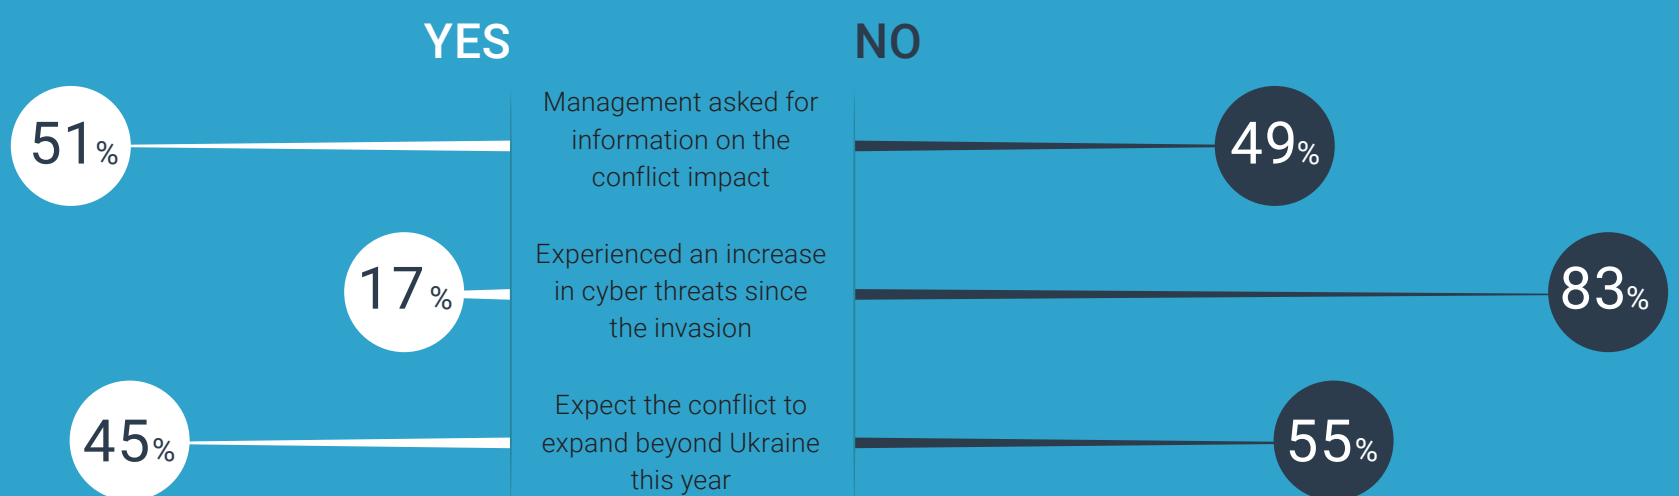 YES
NO
51%
Management asked for
information on the
conflict impact
49%
17%
Experienced an increase
in cyber threats since
the invasion
83%
45%
Expect the conflict to
expand beyond Ukraine
this year
55%